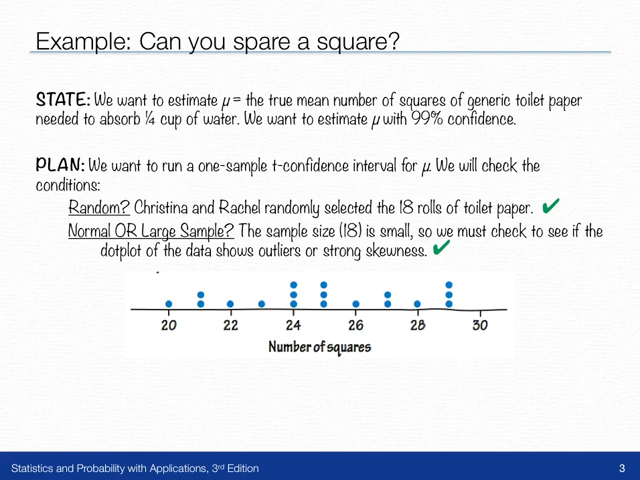 Example: Can you spare a square?
STATE: We want to estimate μ = the true mean number of squares of generic toilet paper
needed to absorb ¼ cup of water. We want to estimate μ with 99% confidence.
PLAN: We want to run a one-sample t-confidence interval for μ. We will check the
conditions:
Random? Christina and Rachel randomly selected the 18 rolls of toilet paper. ✔
Normal OR Large Sample? The sample size (18) is small, so we must check to see if the
dotplot of the data shows outliers or strong skewness. ✔
20 22 24 26 28 30
Number of squares
Statistics and Probability with Applications, 3rd Edition 3